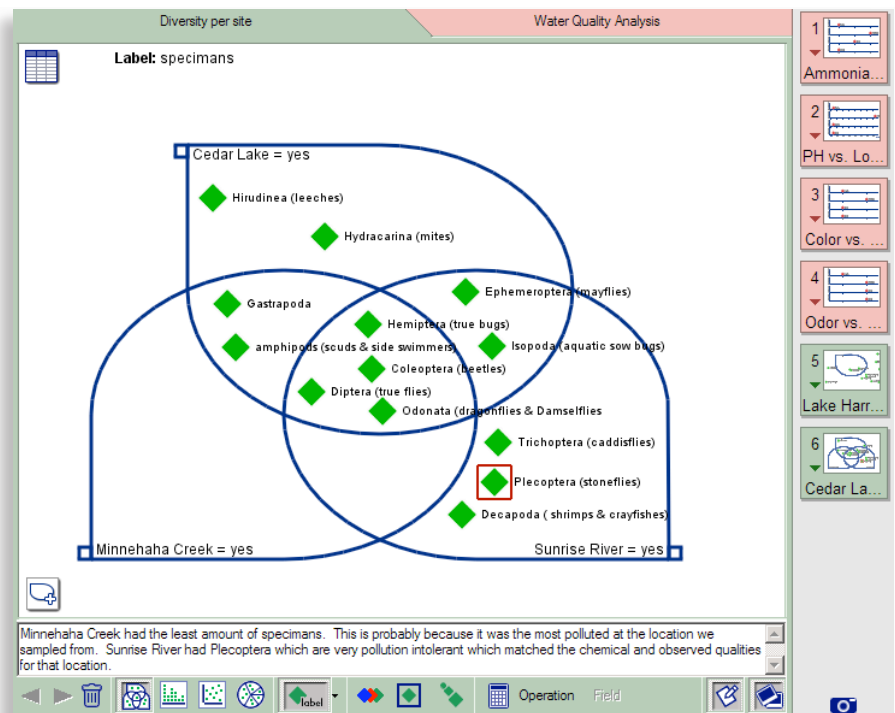 Diversity per site
Water Quality Analysis
Label: specimans
Cedar Lake = yes
Hirudinea (leeches)
Hydracarina (mites)
Ephemeroptera (mayflies)
Gastrapoda
Hemiptera (true bugs)
amphipods (scuds & side swimmers)
Isopoda (aquatic sow bugs)
Coleoptera (beetles)
Diptera (true flies)
Odonata (dragonflies & Damselflies
Trichoptera (caddisflies)
Plecoptera (stoneflies)
Decapoda ( shrimps & crayfishes)
Minnehaha Creek = yes
Sunrise River = yes
Minnehaha Creek had the least amount of specimans. This is probably because it was the most polluted at the location we
sampled from. Sunrise River had Plecoptera which are very pollution intolerant which matched the chemical and observed qualities
for that location.
label
Operation
Field
1
Ammonia...
2
PH vs. Lo...
3
Color vs. ...
4
Odor vs. ...
5
Lake Harr...
6
Cedar La...